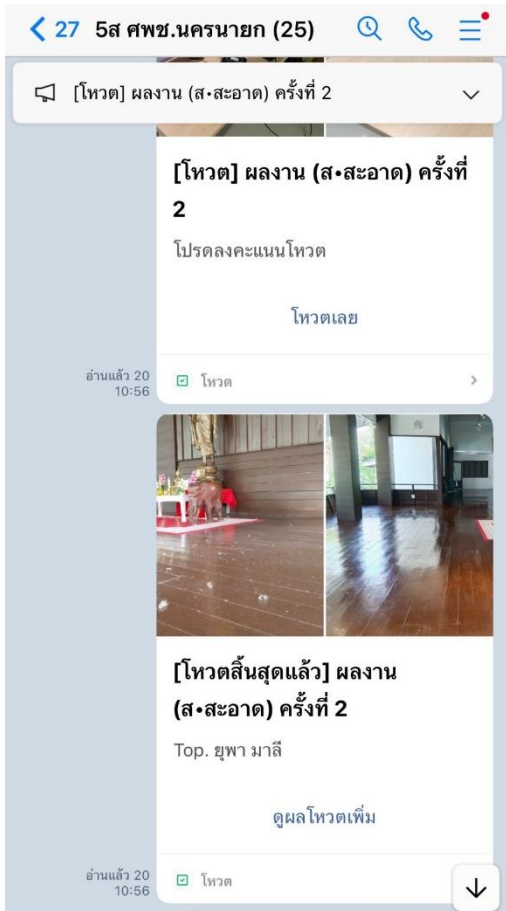 27 5ส ศพช.นครนายก (25)
[โหวต] ผลงาน (ส•สะอาด) ครั้งที่ 2
[โหวต] ผลงาน (ส•สะอาด) ครั้งที่
2
โปรดลงคะแนนโหวต
โหวตเลย
อ่านแล้ว 20
10:56
โหวต
[โหวตสิ้นสุดแล้ว] ผลงาน
(ส•สะอาด) ครั้งที่ 2
Top. ยุพา มาลี
ดูผลโหวตเพิ่ม
อ่านแล้ว 20
10:56
โหวต